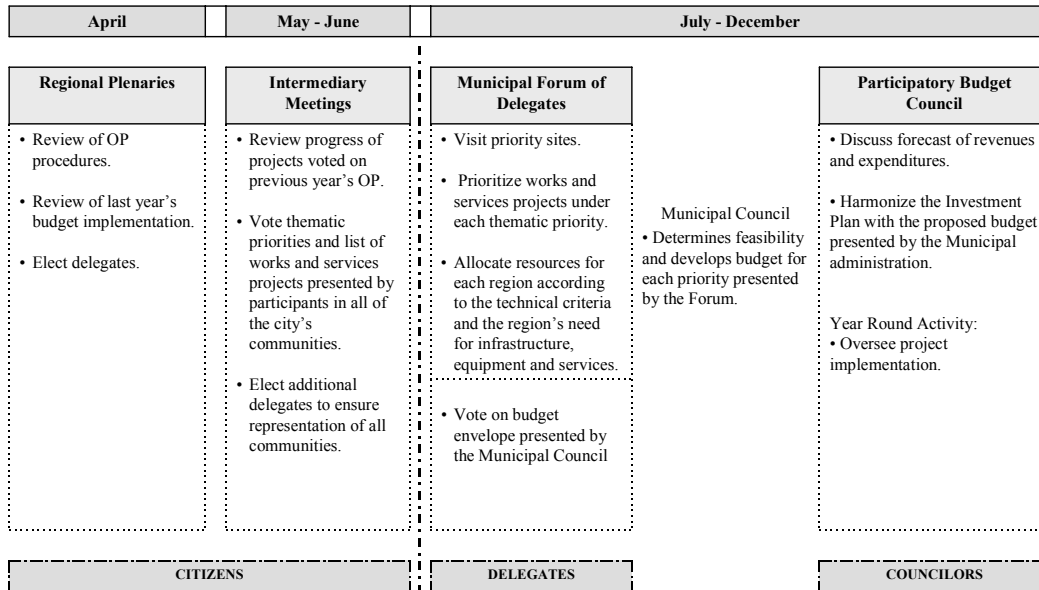 April
May - June
July - December
Regional Plenaries
• Review of OP
procedures.
• Review of last year's
budget implementation.
• Elect delegates.
Intermediary
Meetings
• Review progress of
projects voted on
previous year's OP.
• Vote thematic
priorities and list of
works and services
projects presented by
participants in all of
the city's
communities.
• Elect additional
delegates to ensure
representation of all
communities.
Municipal Forum of
Delegates
• Visit priority sites.
• Prioritize works and
services projects under
each thematic priority.
• Allocate resources for
each region according
to the technical criteria
and the region's need
for infrastructure,
equipment and services.
• Vote on budget
envelope presented by
the Municipal Council
Municipal Council
• Determines feasibility
and develops budget for
each priority presented
by the Forum.
Participatory Budget
Council
• Discuss forecast of revenues
and expenditures.
• Harmonize the Investment
Plan with the proposed budget
presented by the Municipal
administration.
Year Round Activity:
• Oversee project
implementation.
CITIZENS
DELEGATES
COUNCILORS